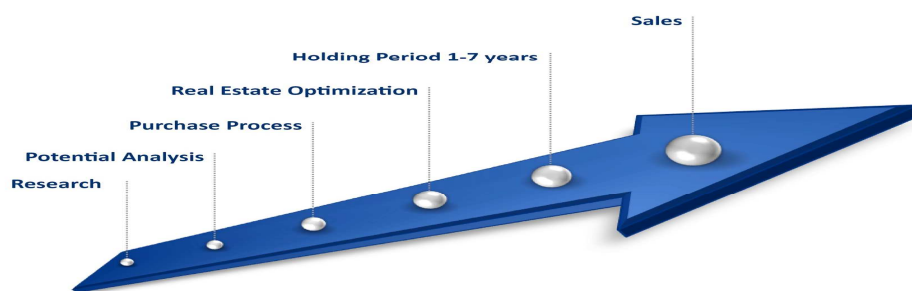 Sales
Holding Period 1-7 years
Real Estate Optimization
Purchase Process
Potential Analysis
Research